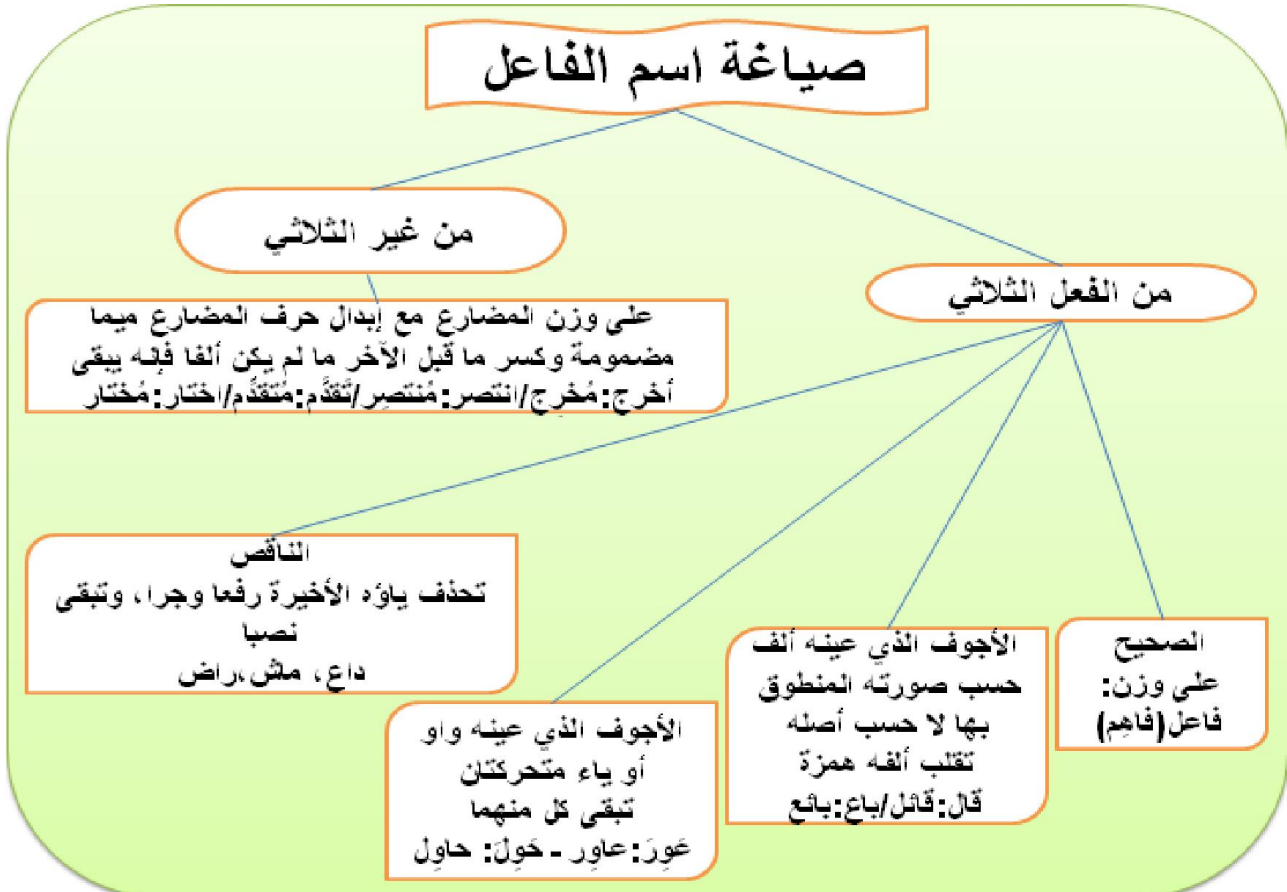 صياغة اسم الفاعل
من غير الثلاثي
من الفعل الثلاثي
على وزن المضارع مع إبدال حرف المضارع ميما
مضمومة وكسر ما قبل الآخر ما لم يكن ألفا فإنه يبقى
أخرج:مُخرِج/انتصر:مُنتصِر/تَقدَّم:مُتقدِّم/اختار:مُختار
الصحيح
على وزن:
فاعل(فاهِم)
الأجوف الذي عينه ألف
حسب صورته المنطوق
بها لا حسب أصله
تقلب ألفه همزة
قال:قائل/باع:بائع
الأجوف الذي عينه واو
أو ياء متحركتان
تبقى كل منهما
عَوِرَ:عاوِر - حَوِلَ: حاوِل
الناقص
تحذف ياؤه الأخيرة رفعا وجرا، وتبقى
نصبا
داع، ماش،راض